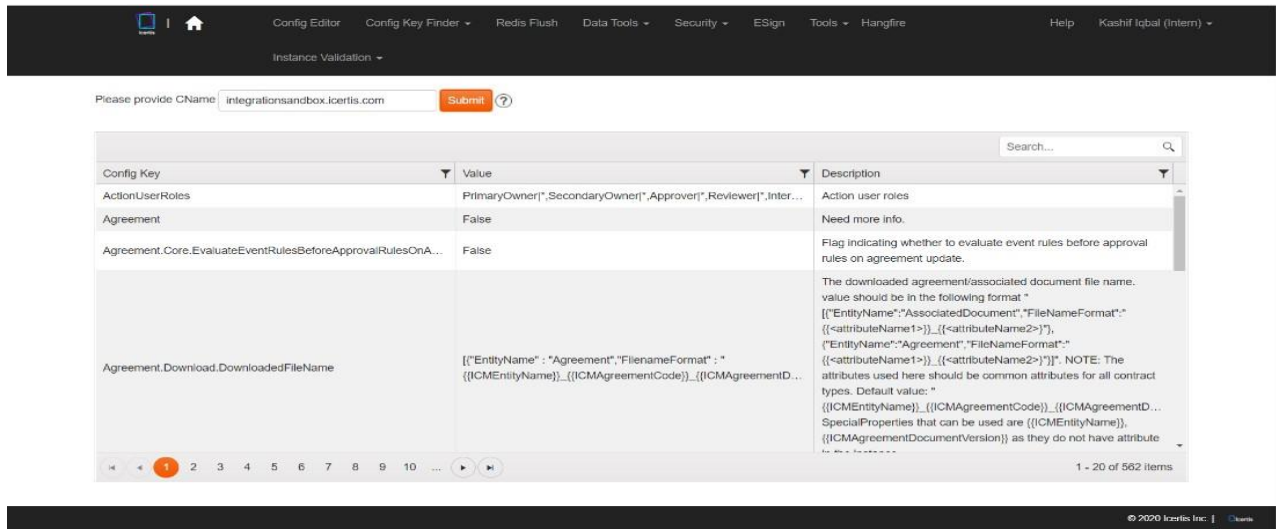 icertis
|
Config Editor Config Key Finder Redis Flush Data Tools Security ESign Tools Hangfire Help Kashif Iqbal (Intern)
Instance Validation
Please provide CName integrationsandbox.icertis.com Submit ?
Search...
Config Key Value Description
ActionUserRoles PrimaryOwner|*,SecondaryOwner|*,Approver|*,Reviewer|*,Inter... Action user roles
Agreement False Need more info.
Agreement.Core.EvaluateEventRulesBeforeApprovalRulesOnA... False
Flag indicating whether to evaluate event rules before approval
rules on agreement update.
Agreement.Download.DownloadedFileName
[{"EntityName" : "Agreement","FilenameFormat" : "
{{ICMEntityName}}_{{ICMAgreementCode}}_{{ICMAgreementD...
The downloaded agreement/associated document file name.
value should be in the following format "
[{"EntityName":"AssociatedDocument","FileNameFormat":"
{{<attributeName1>}}_{{<attributeName2>}"},
{"EntityName":"Agreement","FileNameFormat":"
{{<attributeName1>}}_{{<attributeName2>}"}]". NOTE: The
attributes used here should be common attributes for all contract
types. Default value: "
{{ICMEntityName}}_{{ICMAgreementCode}}_{{ICMAgreementD...
SpecialProperties that can be used are {{ICMEntityName}},
{{ICMAgreementDocumentVersion}} as they do not have attribute
1 2 3 4 5 6 7 8 9 10 ... 1 - 20 of 562 items
© 2020 Icertis Inc. | icertis